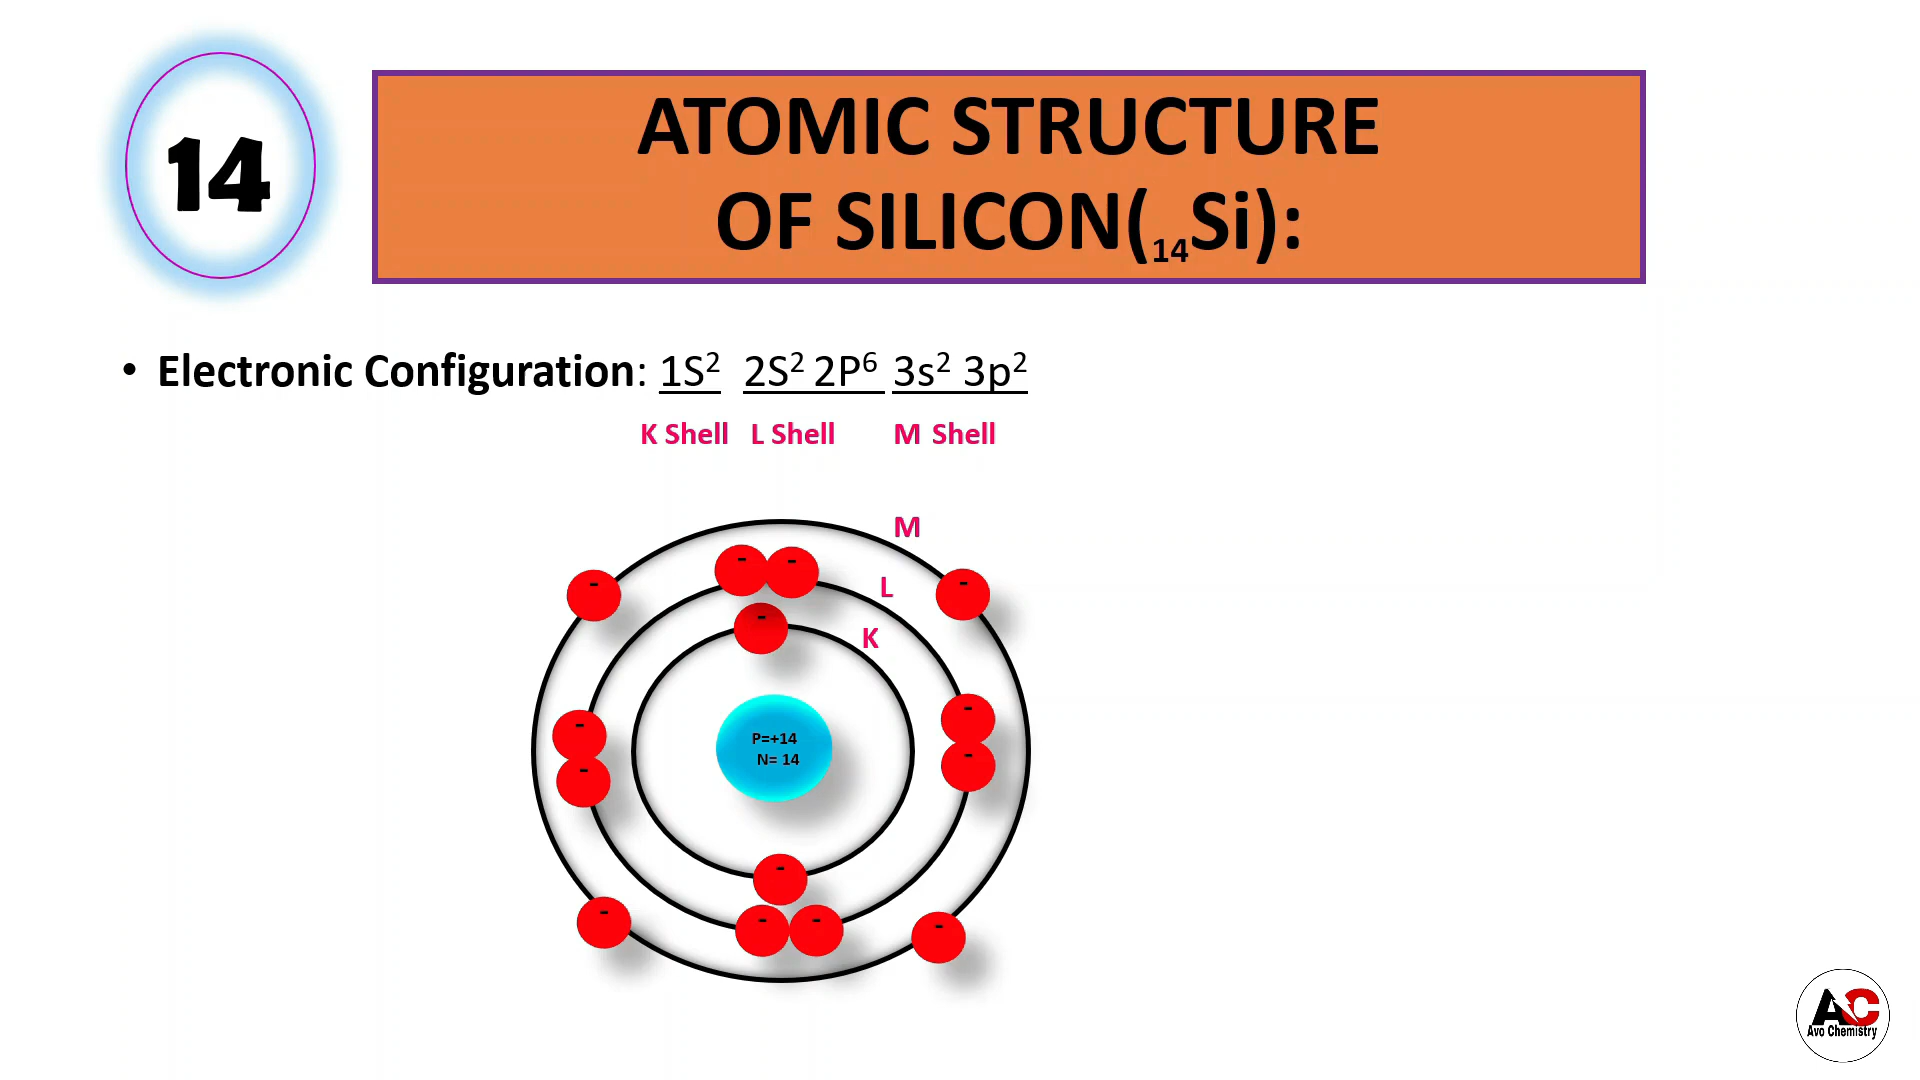 14
ATOMIC STRUCTURE
OF SILICON(₁₄Si):
• Electronic Configuration: 1S² 2S² 2P⁶ 3s² 3p²
K Shell L Shell M Shell
M
- -
- -
L
-
K
-
-
-
-
P=+14
N= 14
-
- -
-
-
AC
Avo Chemistry